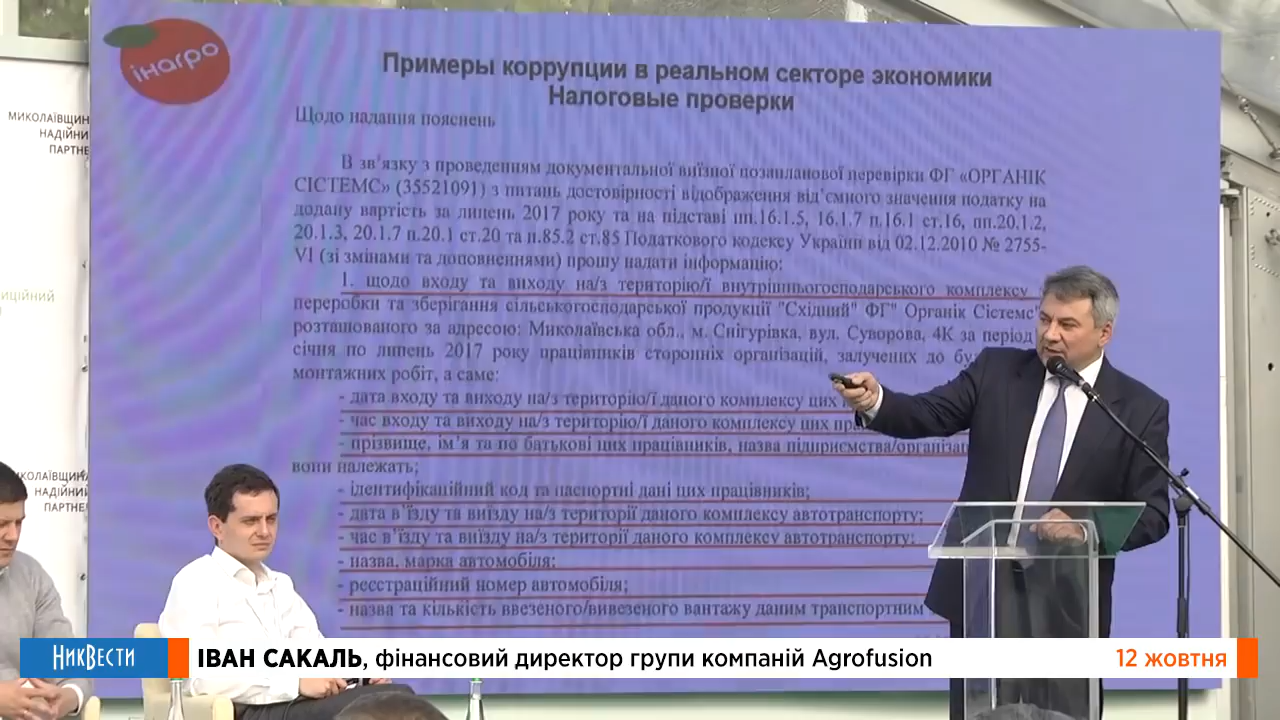 інагро
Примеры коррупции в реальном секторе экономики
Налоговые проверки
Щодо надання пояснень
В зв'язку з проведенням документальної виїзної позапланової перевірки ФГ «ОРГАНІК
СІСТЕМС» (35521091) з питань достовірності відображення від'ємного значення податку на
додану вартість за липень 2017 року та на підставі пп.16.1.5, 16.1.7 п.16.1 ст.16, пп.20.1.2,
20.1.3, 20.1.7 п.20.1 ст.20 та п.85.2 ст.85 Податкового кодексу України від 02.12.2010 № 2755-
VI (зі змінами та доповненнями) прошу надати інформацію:
1. щодо входу та виходу на/з територію/ї внутрішньогосподарського комплексу
переробки та зберігання сільськогосподарської продукції "Східний" ФГ" Органік Сістемс"
розташованого за адресою: Миколаївська обл., м. Снігурівка, вул. Суворова, 4К за період
січня по липень 2017 року працівників сторонніх організацій, залучених до
монтажних робіт, а саме:
- дата входу та виходу на/з територію/ї даного комплексу цих
- час входу та виходу на/з територію/ї даного комплексу цих
- прізвище, ім'я та по батькові цих працівників, назва підприємства/організац
вони належать;
- ідентифікаційний код та паспортні дані цих працівників;
- дата в'їзду та виїзду на/з території даного комплексу автотранспорту;
- час в'їзду та виїзду на/з території даного комплексу автотранспорту;
- назва, марка автомобіля;
- реєстраційний номер автомобіля;
- назва та кількість ввезеного/вивезеного вантажу даним транспортним
МИКОЛАЇВЩИН
НАДІЙНИ
ПАРТНЕ
ИКОЛАЇВЩИНА
НАДІЙНИ
ПАРТНЕ
НикВести
ІВАН САКАЛЬ, фінансовий директор групи компаній Agrofusion
12 жовтня